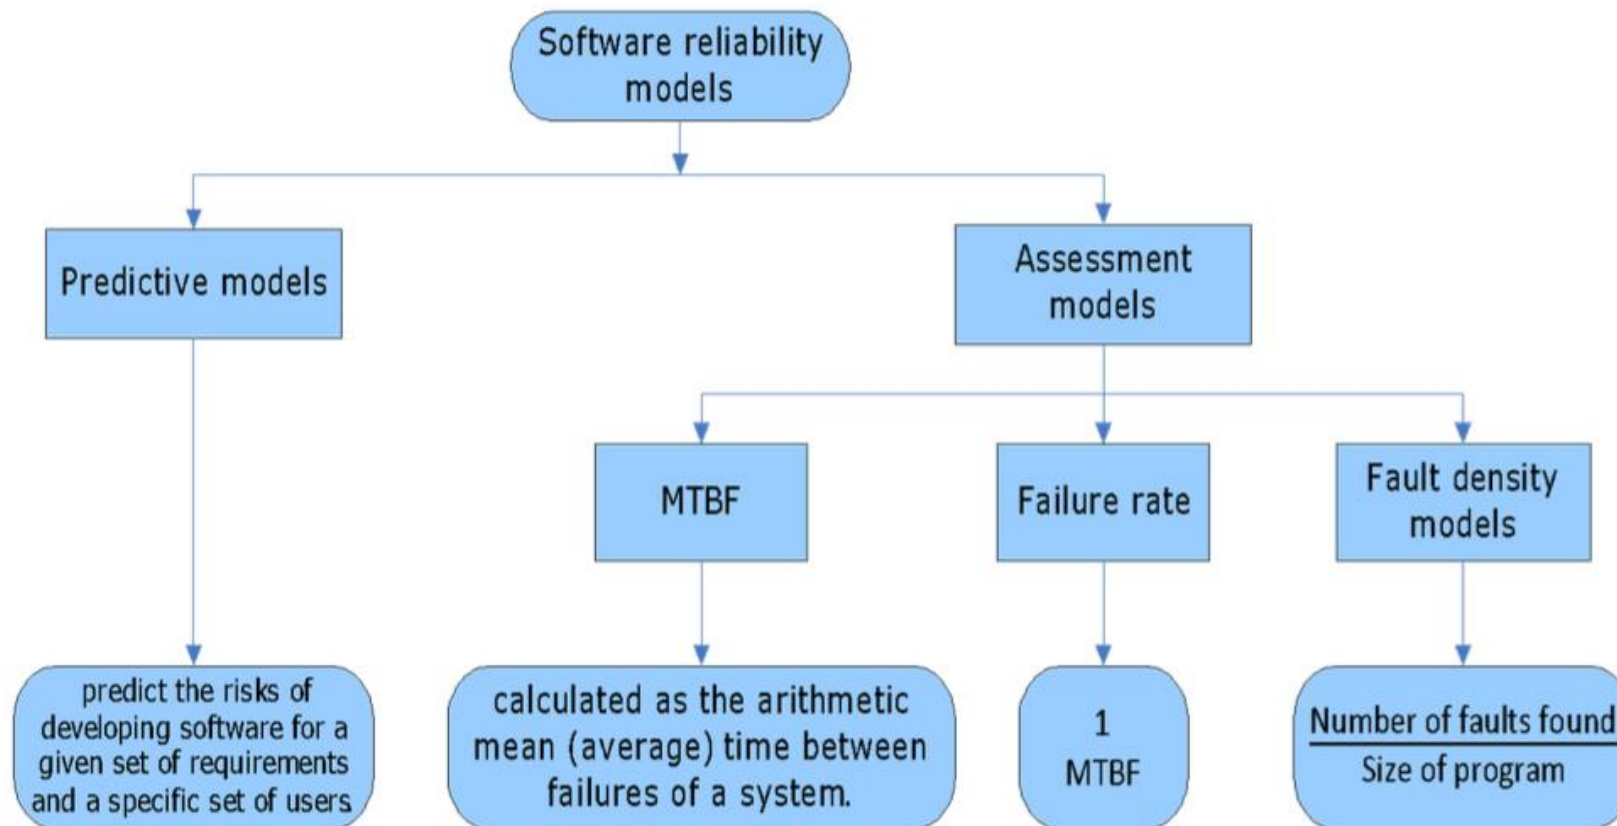 Software reliability
models
Predictive models
Assessment
models
MTBF
Failure rate
Fault density
models
predict the risks of
developing software for a
given set of requirements
and a specific set of users
calculated as the arithmetic
mean (average) time between
failures of a system.
1
MTBF
Number of faults found
Size of program